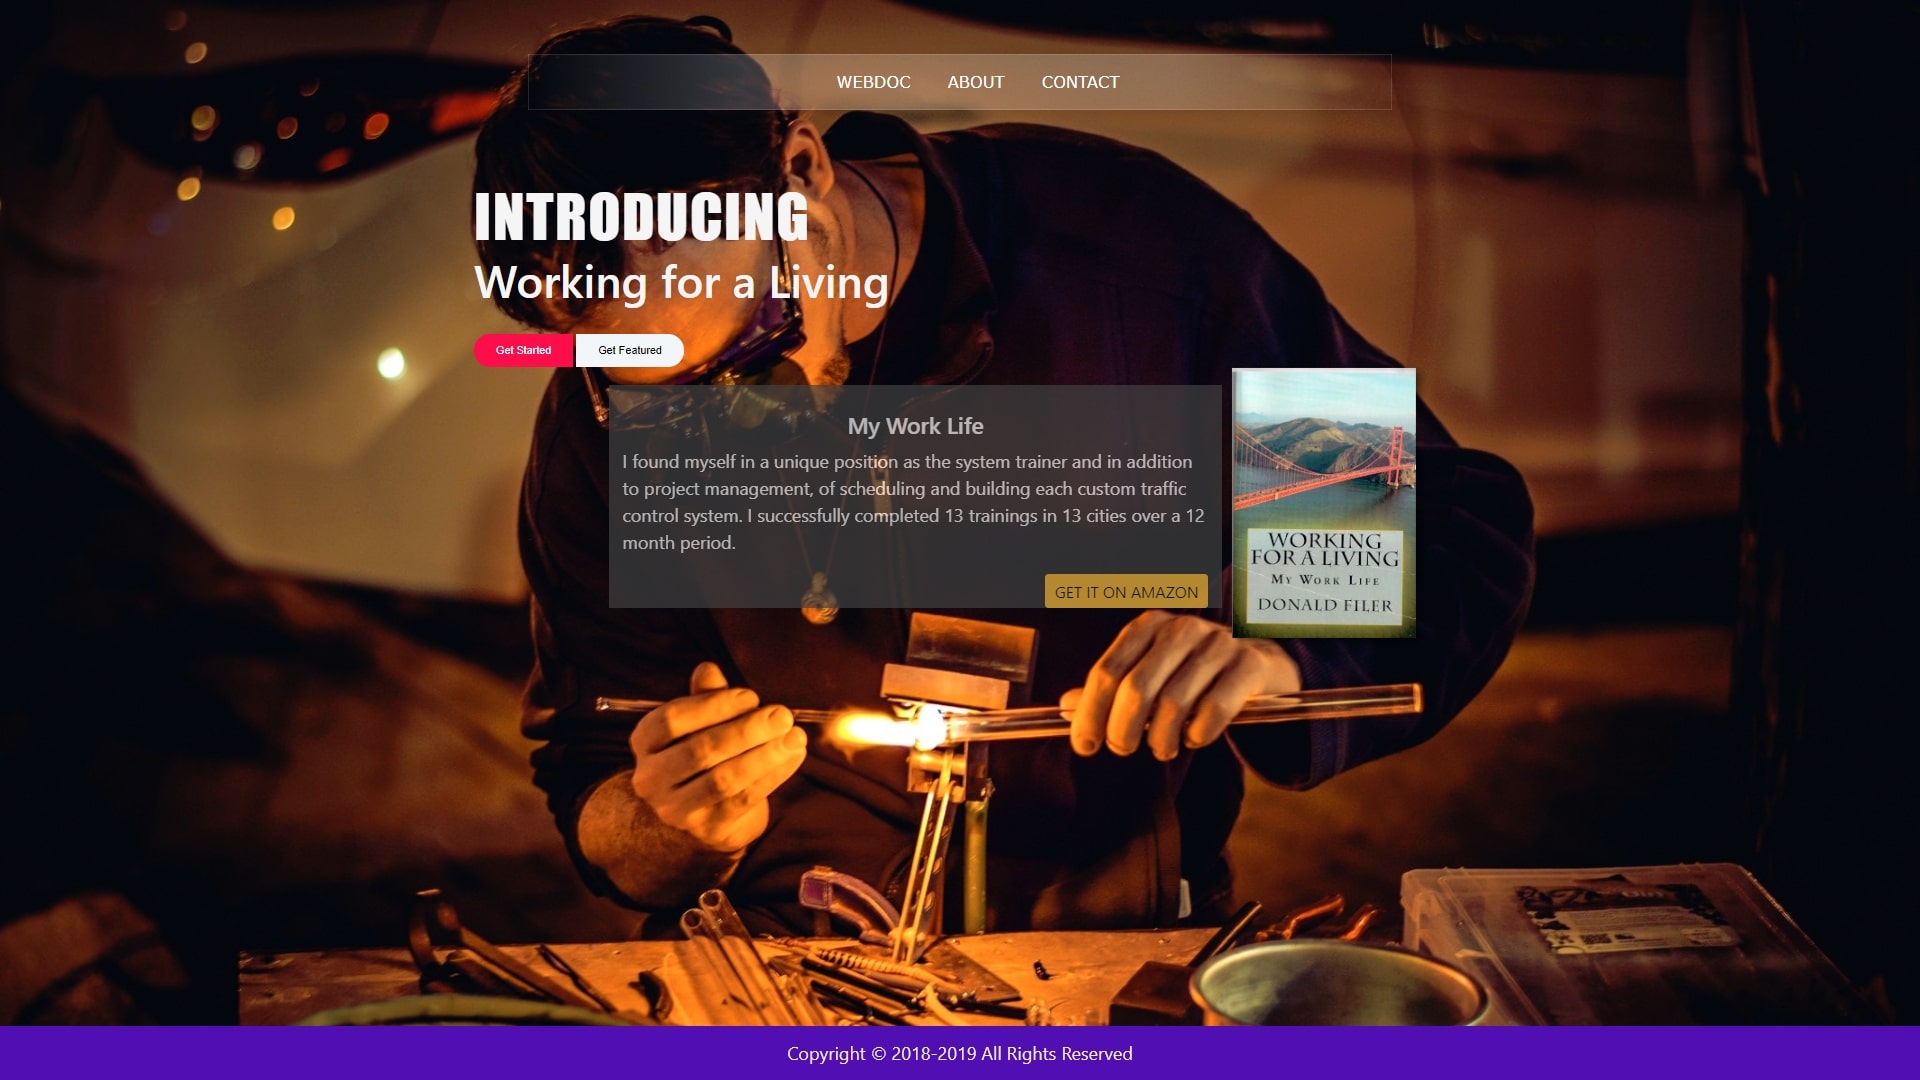 WEBDOC ABOUT CONTACT
INTRODUCING
Working for a Living
Get Started Get Featured
My Work Life
I found myself in a unique position as the system trainer and in addition
to project management, of scheduling and building each custom traffic
control system. I successfully completed 13 trainings in 13 cities over a 12
month period.
GET IT ON AMAZON
WORKING
FOR A LIVING
MY WORK LIFE
DONALD FILER
Copyright © 2018-2019 All Rights Reserved